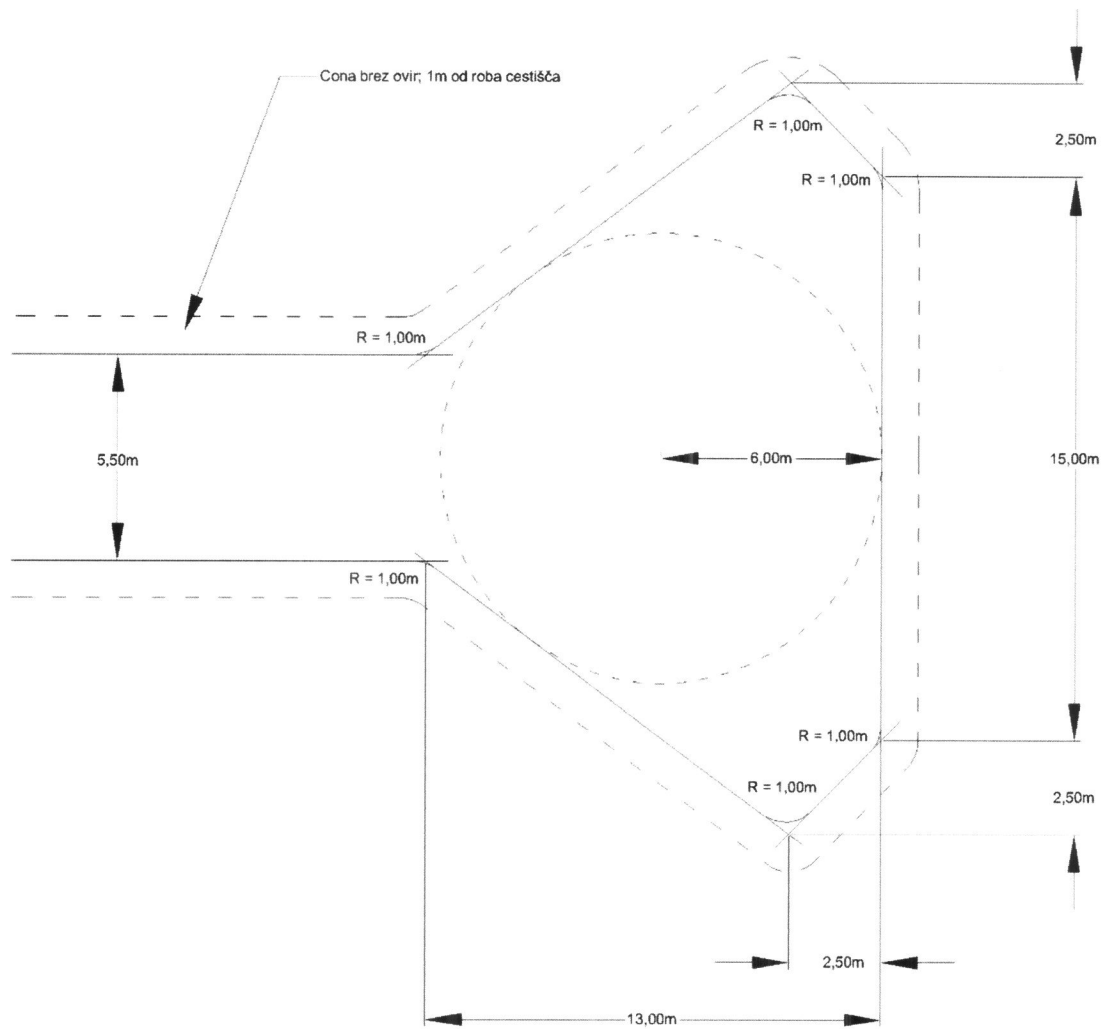 Cona brez ovir; 1m od roba cestišča
R = 1,00m
2,50m
R = 1,00m
R = 1,00m
5,50m
6,00m
15,00m
R = 1,00m
R = 1,00m
R = 1,00m
2,50m
2,50m
13,00m